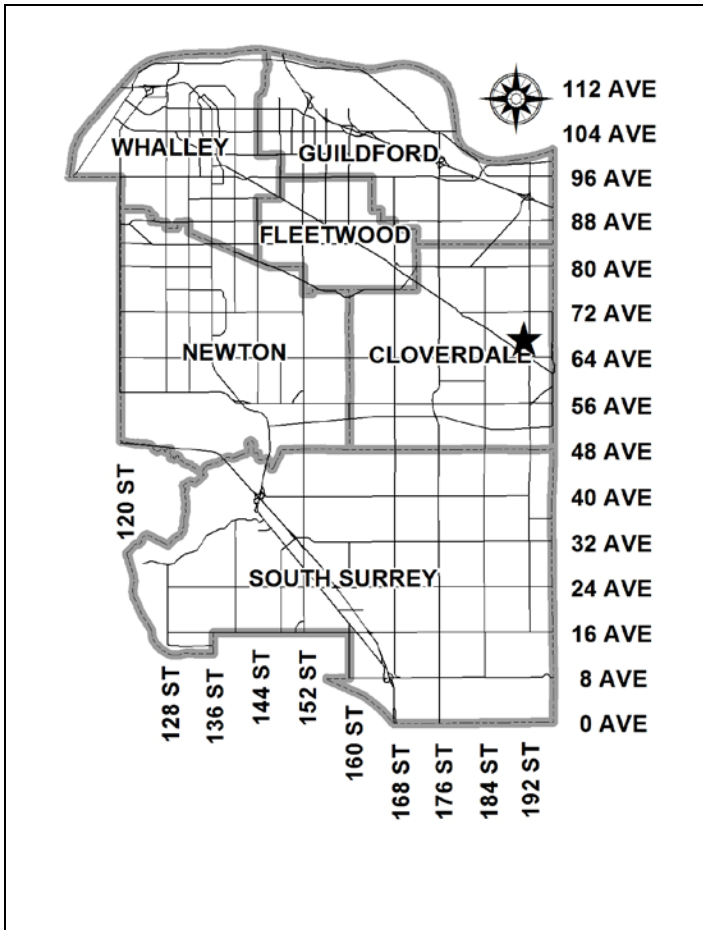 112 AVE
104 AVE
WHALLEY
GUILDFORD
96 AVE
88 AVE
FLEETWOOD
80 AVE
72 AVE
NEWTON
CLOVERDALE
64 AVE
56 AVE
48 AVE
120 ST
40 AVE
32 AVE
SOUTH SURREY
24 AVE
16 AVE
128 ST
136 ST
144 ST
152 ST
160 ST
8 AVE
0 AVE
168 ST
176 ST
184 ST
192 ST